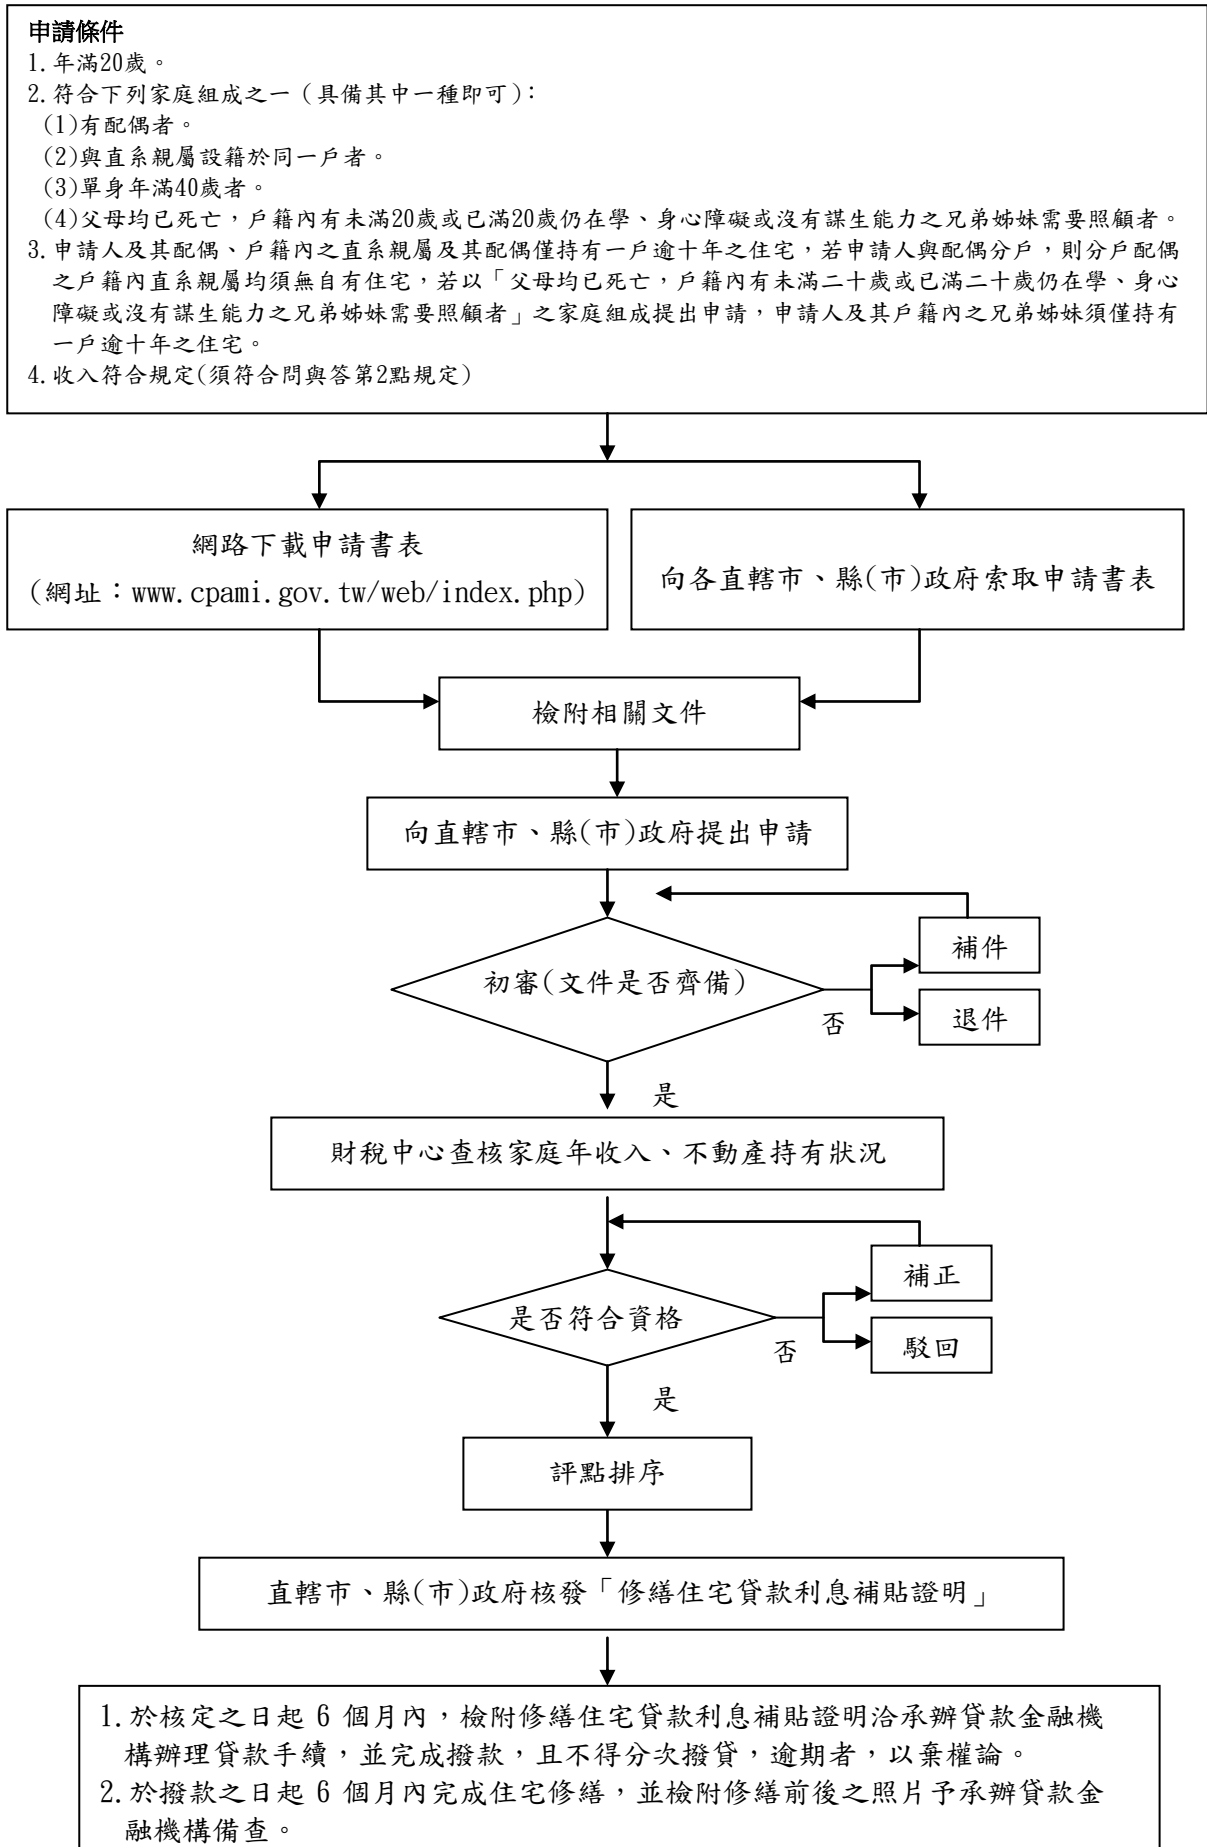 申請條件
1.年滿20歲。
2.符合下列家庭組成之一（具備其中一種即可）：
(1)有配偶者。
(2)與直系親屬設籍於同一戶者。
(3)單身年滿40歲者。
(4)父母均已死亡，戶籍內有未滿20歲或已滿20歲仍在學、身心障礙或沒有謀生能力之兄弟姊妹需要照顧者。
3.申請人及其配偶、戶籍內之直系親屬及其配偶僅持有一戶逾十年之住宅，若申請人與配偶分戶，則分戶配偶
之戶籍內直系親屬均須無自有住宅，若以「父母均已死亡，戶籍內有未滿二十歲或已滿二十歲仍在學、身心
障礙或沒有謀生能力之兄弟姊妹需要照顧者」之家庭組成提出申請，申請人及其戶籍內之兄弟姊妹須僅持有
一戶逾十年之住宅。
4.收入符合規定(須符合問與答第2點規定)
網路下載申請書表
(網址：www.cpami.gov.tw/web/index.php)
向各直轄市、縣(市)政府索取申請書表
檢附相關文件
向直轄市、縣(市)政府提出申請
補件
初審(文件是否齊備)
否
退件
是
財稅中心查核家庭年收入、不動產持有狀況
補正
是否符合資格
否
駁回
是
評點排序
直轄市、縣(市)政府核發「修繕住宅貸款利息補貼證明」
1.於核定之日起 6 個月內，檢附修繕住宅貸款利息補貼證明洽承辦貸款金融機
構辦理貸款手續，並完成撥款，且不得分次撥貸，逾期者，以棄權論。
2.於撥款之日起 6 個月內完成住宅修繕，並檢附修繕前後之照片予承辦貸款金
融機構備查。